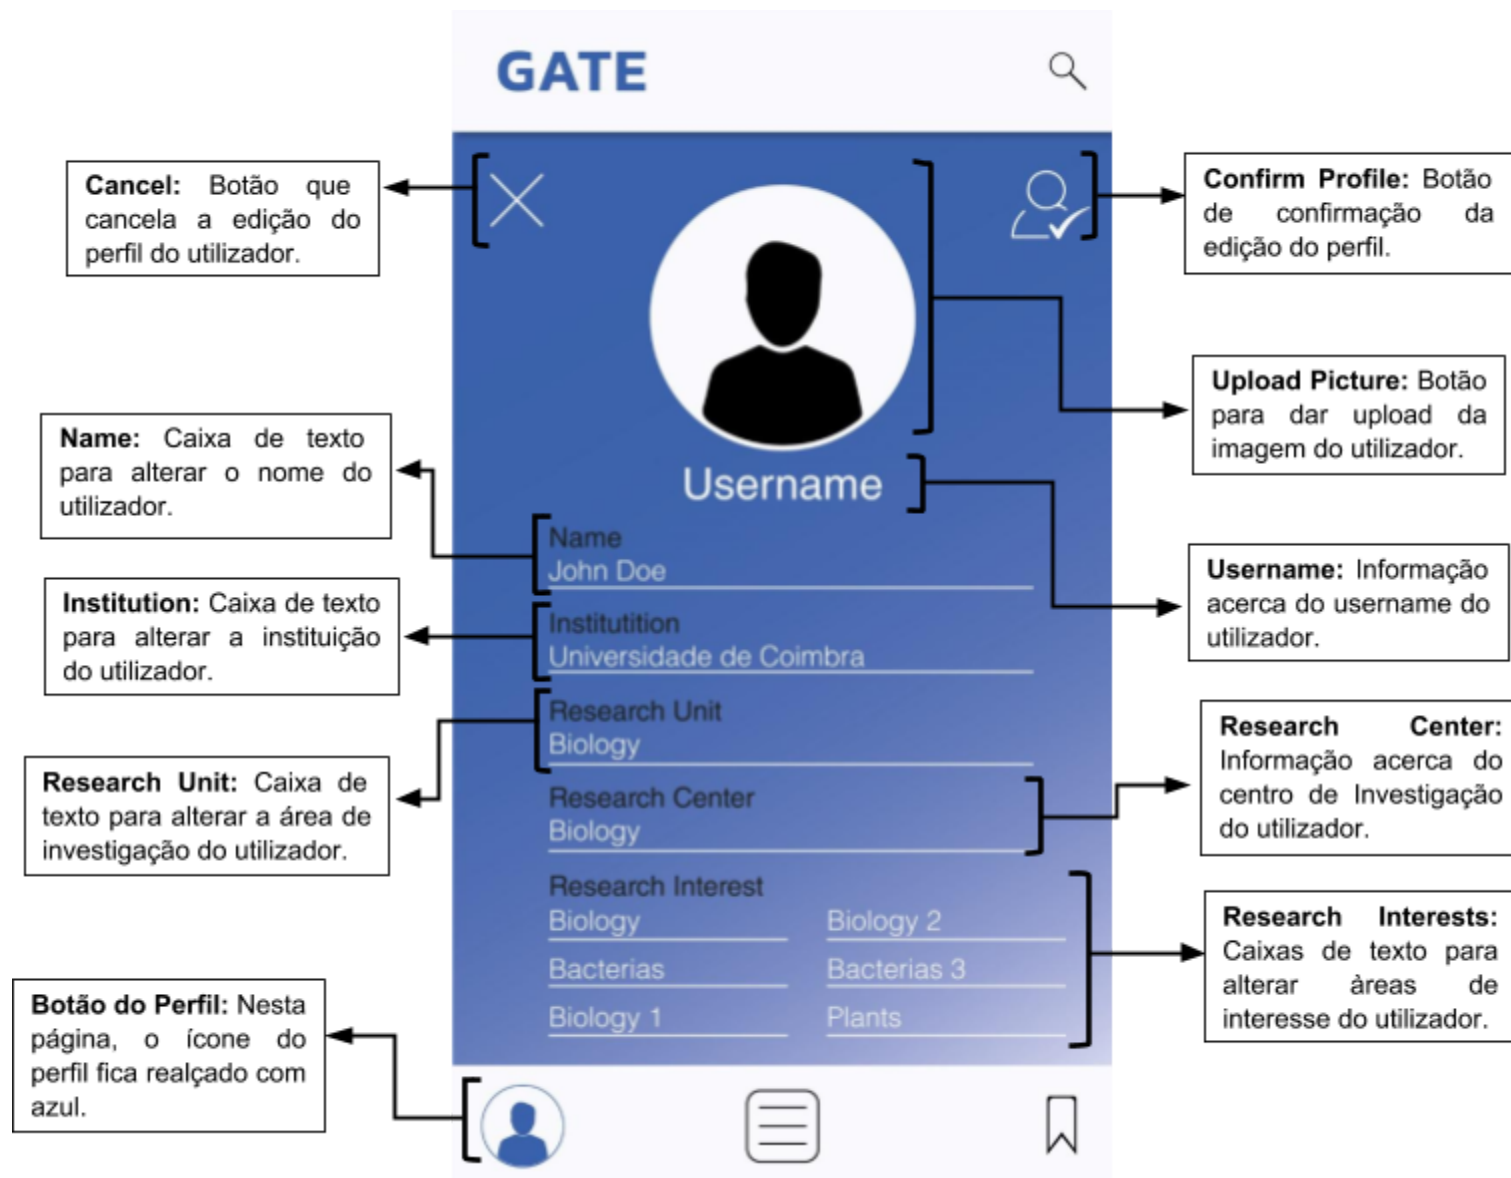 GATE
Cancel: Botão que
cancela a edição do
perfil do utilizador.
Confirm Profile: Botão
de confirmação da
edição do perfil.
Upload Picture: Botão
para dar upload da
imagem do utilizador.
Name: Caixa de texto
para alterar o nome do
utilizador.
Username
Username: Informação
acerca do username do
utilizador.
Name
John Doe
Institution: Caixa de texto
para alterar a instituição
do utilizador.
Institutition
Universidade de Coimbra
Research Unit
Biology
Research Unit: Caixa de
texto para alterar a área de
investigação do utilizador.
Research Center:
Informação acerca do
centro de Investigação
do utilizador.
Research Center
Biology
Research Interest
Biology Biology 2
Bacterias Bacterias 3
Biology 1 Plants
Research Interests:
Caixas de texto para
alterar àreas de
interesse do utilizador.
Botão do Perfil: Nesta
página, o ícone do
perfil fica realçado com
azul.